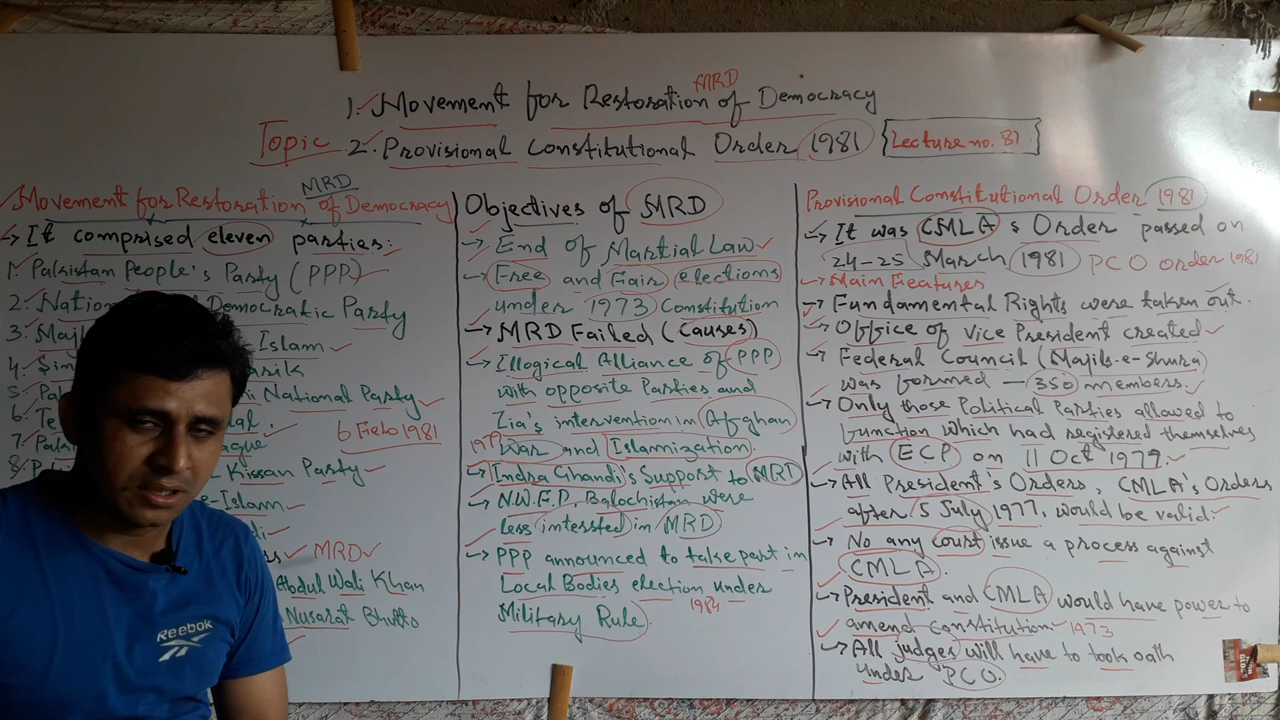 1. Movement for Restoration of Democracy
MRD
Topic 2. Provisional Constitutional Order 1981
Lecture no. 81
Movement for Restoration of Democracy
MRD
→ It comprised eleven parties:
1. Pakistan People's Party (PPP)
2. Democratic Party
3. Islam
4.
5. National Party
6.
6 Feb 1981
7.
8. Kissan Party
e-Islam
MRD
Abdul Wali Khan
Nusarat Bhutto
Objectives of MRD
→ End of Martial Law
→ Free and Fair elections
under 1973 Constitution
→ MRD Failed (Causes)
→ Illogical Alliance of PPP
with opposite Parties and
Zia's intervention in Afghan
1979 War and Islamization.
→ Indra Ghandi's Support to MRD
→ N.W.F.P, Balochistan were
less intersted in MRD
→ PPP announced to take part in
Local Bodies election under
1984
Military Rule.
Provisional Constitutional Order 1981
→ It was CMLA's Order passed on
24-25 March 1981 PCO order 1981
→ Main Features
→ Fundamental Rights were taken out.
→ Office of Vice President created
→ Federal Council (Majils-e-Shura)
was formed — 350 members.
→ Only those Political Parties allowed to
function which had registered themselves
with ECP on 11 Oct 1979.
→ All President's Orders, CMLA's Orders
after 5 July 1977, would be valid.
→ No any court issue a process against
CMLA.
→ President and CMLA would have power to
amend constitution 1973
→ All judges will have to took oath
under PCO.
Reebok